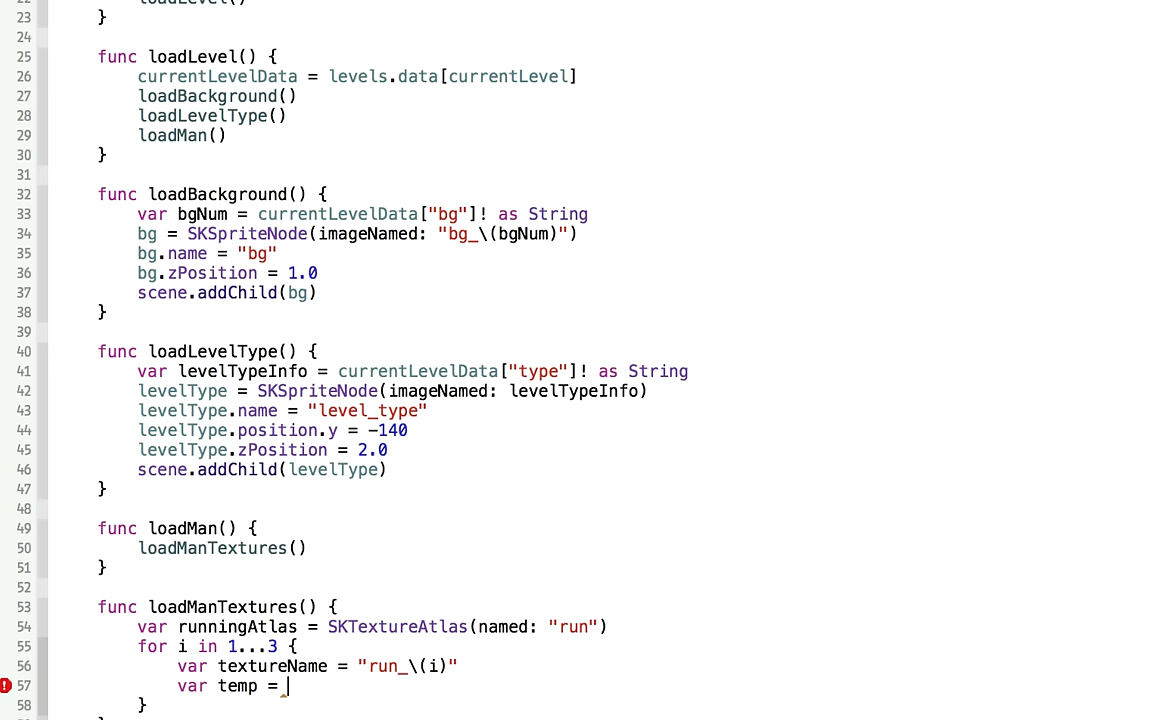 22 loadLevel()
23 }
24
25 func loadLevel() {
26 currentLevelData = levels.data[currentLevel]
27 loadBackground()
28 loadLevelType()
29 loadMan()
30 }
31
32 func loadBackground() {
33 var bgNum = currentLevelData["bg"]! as String
34 bg = SKSpriteNode(imageNamed: "bg_\(bgNum)")
35 bg.name = "bg"
36 bg.zPosition = 1.0
37 scene.addChild(bg)
38 }
39
40 func loadLevelType() {
41 var levelTypeInfo = currentLevelData["type"]! as String
42 levelType = SKSpriteNode(imageNamed: levelTypeInfo)
43 levelType.name = "level_type"
44 levelType.position.y = -140
45 levelType.zPosition = 2.0
46 scene.addChild(levelType)
47 }
48
49 func loadMan() {
50 loadManTextures()
51 }
52
53 func loadManTextures() {
54 var runningAtlas = SKTextureAtlas(named: "run")
55 for i in 1...3 {
56 var textureName = "run_\(i)"
57 var temp =
58 }